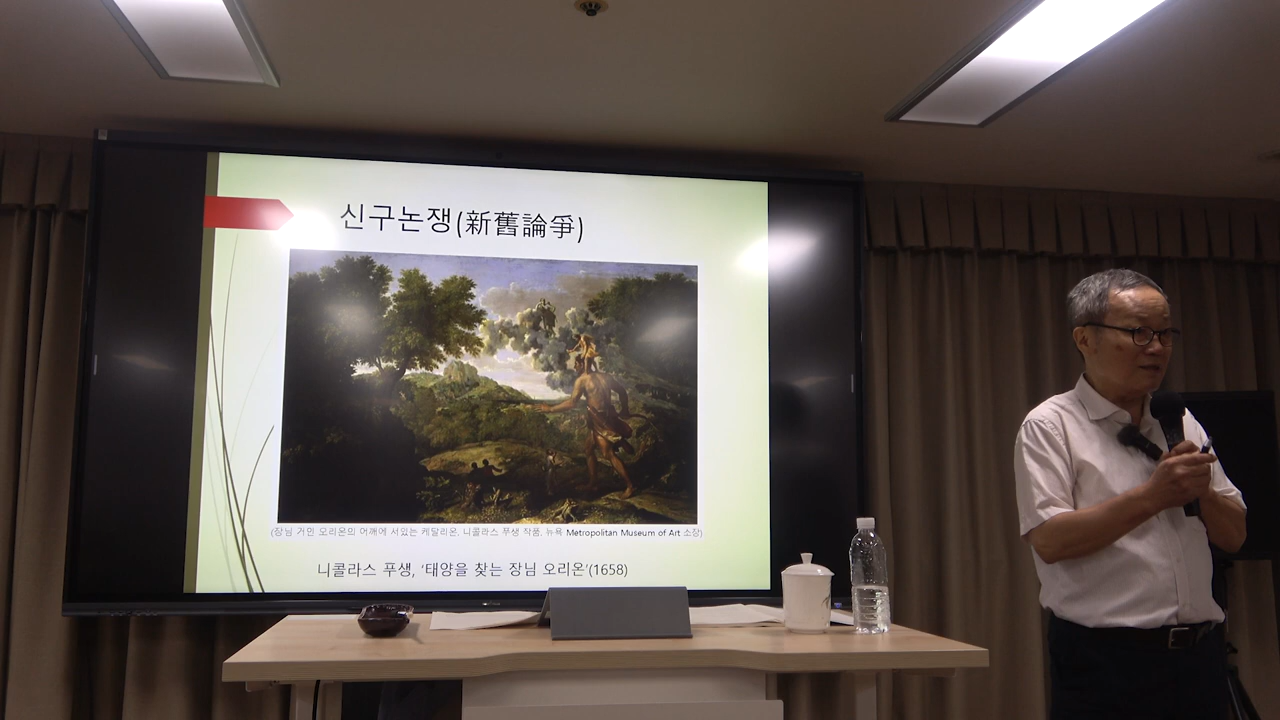 신구논쟁(新舊論爭)
(장님 거인 오리온의 어깨에 서있는 케달리온, 니콜라스 푸생 작품, 뉴욕 Metropolitan Museum of Art 소장)
니콜라스 푸생, ‘태양을 찾는 장님 오리온’(1658)